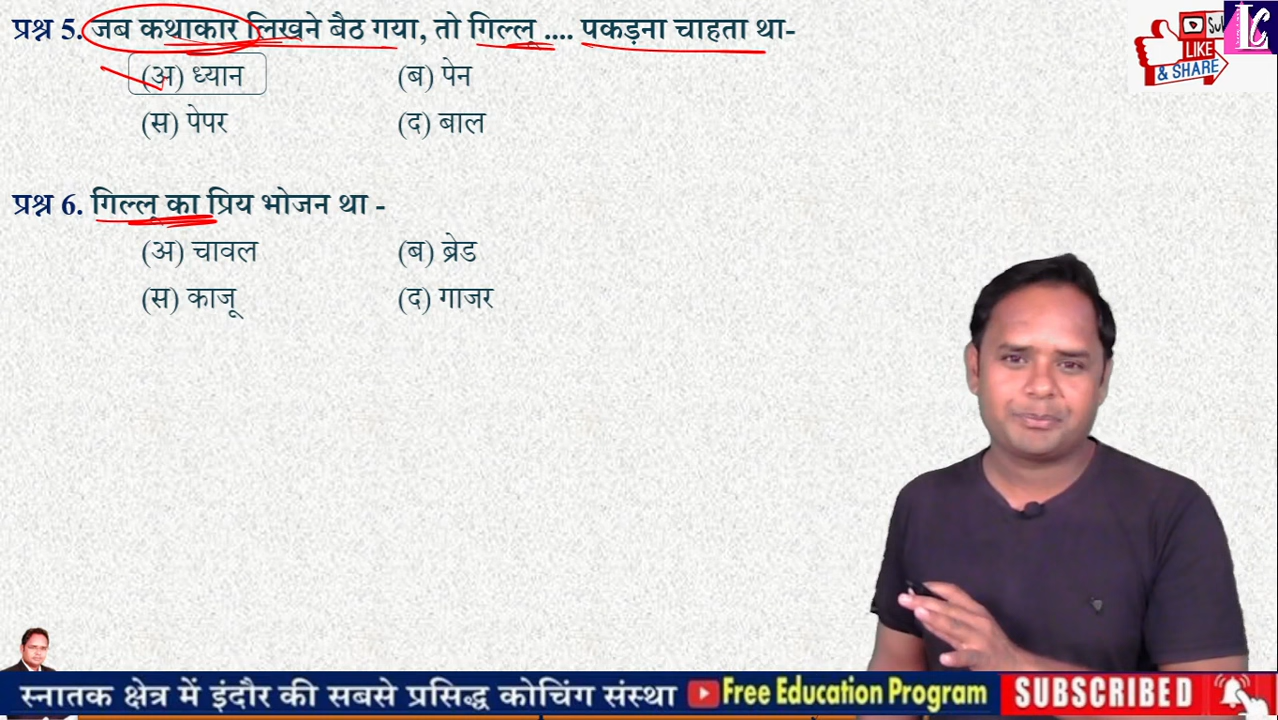 प्रश्न 5. जब कथाकार लिखने बैठ गया, तो गिल्लू .... पकड़ना चाहता था-
(अ) ध्यान (ब) पेन
(स) पेपर (द) बाल
प्रश्न 6. गिल्लू का प्रिय भोजन था -
(अ) चावल (ब) ब्रेड
(स) काजू (द) गाजर
LIKE
& SHARE
LC
स्नातक क्षेत्र में इंदौर की सबसे प्रसिद्ध कोचिंग संस्था Free Education Program SUBSCRIBED